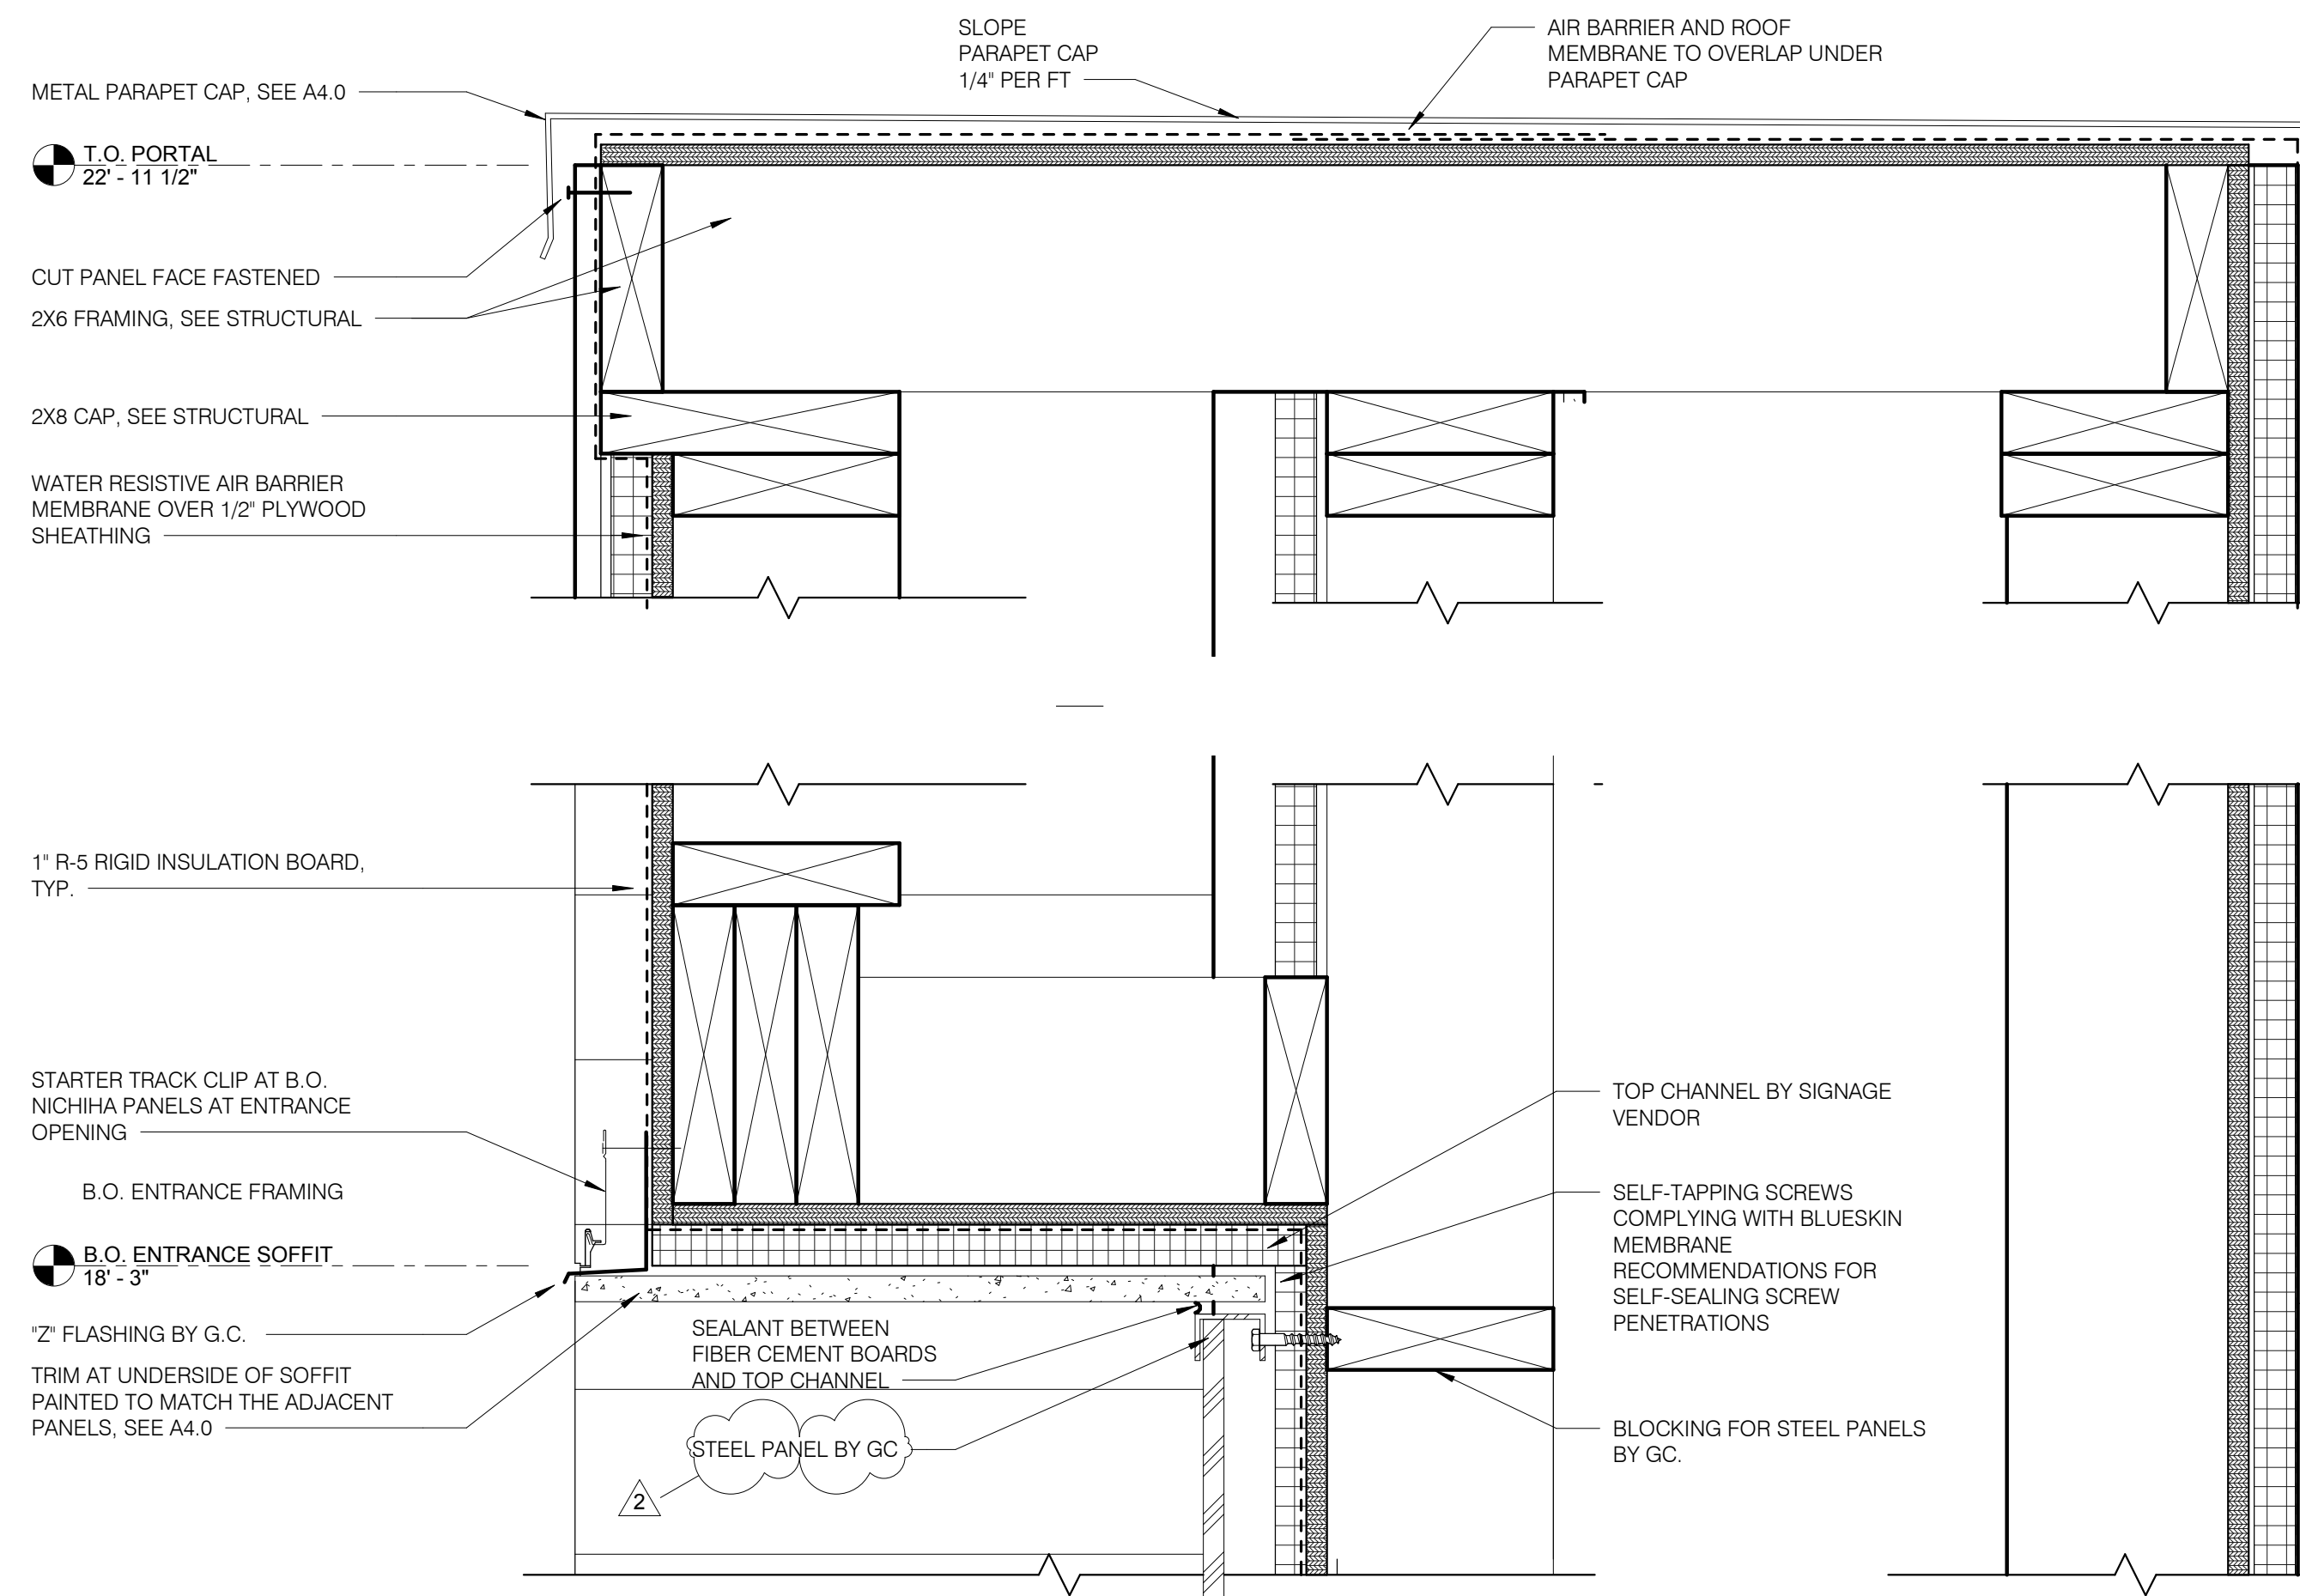 SLOPE
PARAPET CAP
1/4" PER FT
AIR BARRIER AND ROOF
MEMBRANE TO OVERLAP UNDER
PARAPET CAP
METAL PARAPET CAP, SEE A4.0
T.O. PORTAL
22' - 11 1/2"
CUT PANEL FACE FASTENED
2X6 FRAMING, SEE STRUCTURAL
2X8 CAP, SEE STRUCTURAL
WATER RESISTIVE AIR BARRIER
MEMBRANE OVER 1/2" PLYWOOD
SHEATHING
1" R-5 RIGID INSULATION BOARD,
TYP.
STARTER TRACK CLIP AT B.O.
NICHIHA PANELS AT ENTRANCE
OPENING
B.O. ENTRANCE FRAMING
B.O. ENTRANCE SOFFIT
18' - 3"
"Z" FLASHING BY G.C.
TRIM AT UNDERSIDE OF SOFFIT
PAINTED TO MATCH THE ADJACENT
PANELS, SEE A4.0
SEALANT BETWEEN
FIBER CEMENT BOARDS
AND TOP CHANNEL
STEEL PANEL BY GC
2
TOP CHANNEL BY SIGNAGE
VENDOR
SELF-TAPPING SCREWS
COMPLYING WITH BLUESKIN
MEMBRANE
RECOMMENDATIONS FOR
SELF-SEALING SCREW
PENETRATIONS
BLOCKING FOR STEEL PANELS
BY GC.